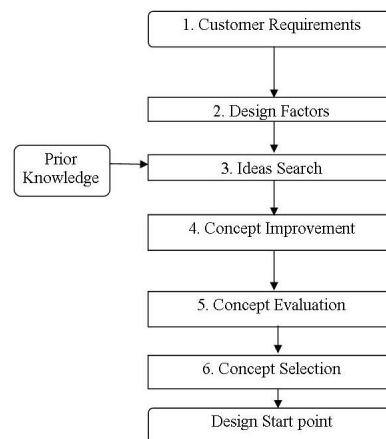 1. Customer Requirements
2. Design Factors
Prior
Knowledge
3. Ideas Search
4. Concept Improvement
5. Concept Evaluation
6. Concept Selection
Design Start point